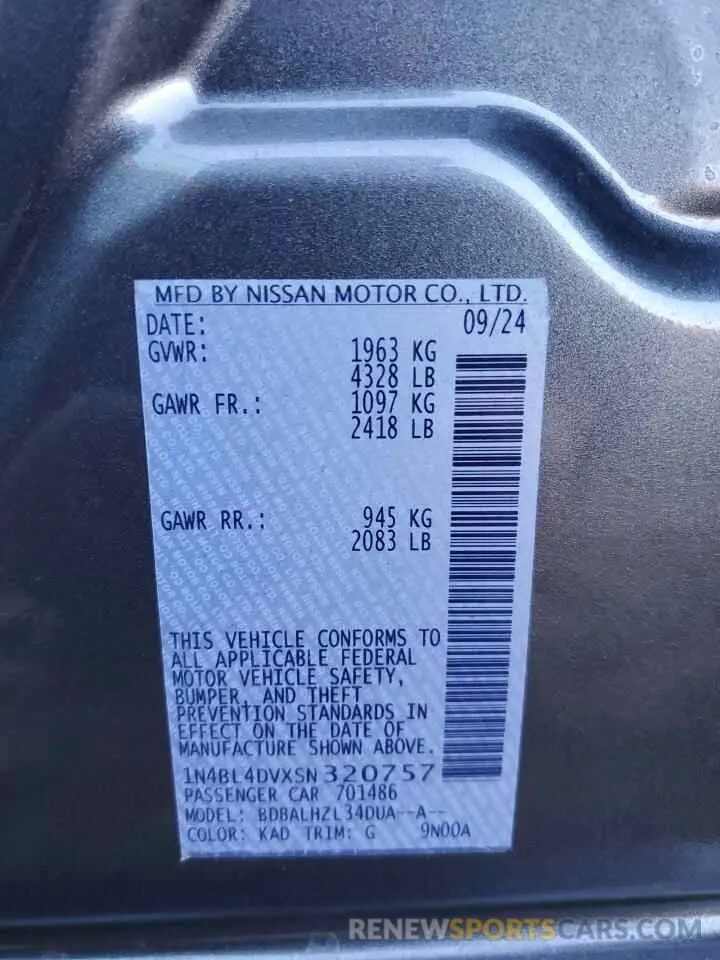 MFD BY NISSAN MOTOR CO., LTD.
DATE: 09/24
GVWR: 1963 KG
4328 LB
GAWR FR.: 1097 KG
2418 LB
GAWR RR.: 945 KG
2083 LB
THIS VEHICLE CONFORMS TO
ALL APPLICABLE FEDERAL
MOTOR VEHICLE SAFETY,
BUMPER, AND THEFT
PREVENTION STANDARDS IN
EFFECT ON THE DATE OF
MANUFACTURE SHOWN ABOVE.
1N4BL4DVXSN320757
PASSENGER CAR 701486
MODEL: BDBALHZL34DUA--A--
COLOR: KAD TRIM: G 9N00A
RENEWSPORTSCARS.COM